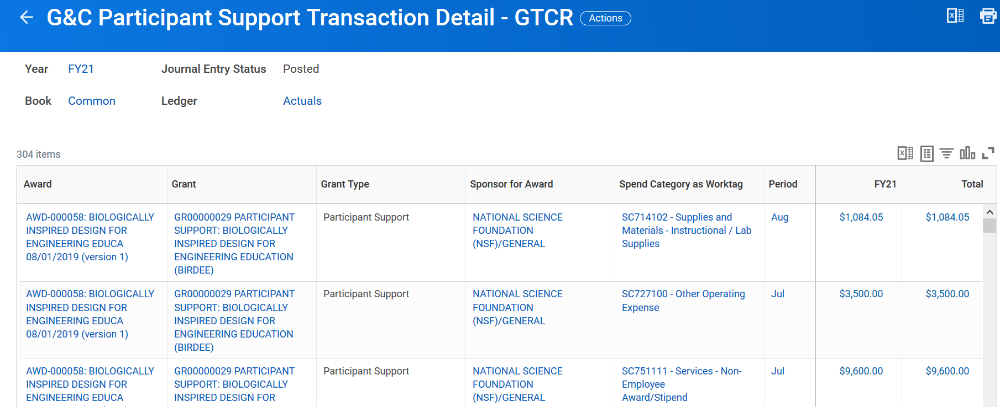 G&C Participant Support Transaction Detail - GTCR Actions
Year FY21 Journal Entry Status Posted
Book Common Ledger Actuals
304 items
Award Grant Grant Type Sponsor for Award Spend Category as Worktag Period FY21 Total
AWD-000058: BIOLOGICALLY GR00000029 PARTICIPANT Participant Support NATIONAL SCIENCE SC714102 - Supplies and Aug $1,084.05 $1,084.05
INSPIRED DESIGN FOR SUPPORT: BIOLOGICALLY FOUNDATION Materials - Instructional / Lab
ENGINEERING EDUCA INSPIRED DESIGN FOR (NSF)/GENERAL Supplies
08/01/2019 (version 1) ENGINEERING EDUCATION
(BIRDEE)
AWD-000058: BIOLOGICALLY GR00000029 PARTICIPANT Participant Support NATIONAL SCIENCE SC727100 - Other Operating Jul $3,500.00 $3,500.00
INSPIRED DESIGN FOR SUPPORT: BIOLOGICALLY FOUNDATION Expense
ENGINEERING EDUCA INSPIRED DESIGN FOR (NSF)/GENERAL
08/01/2019 (version 1) ENGINEERING EDUCATION
(BIRDEE)
AWD-000058: BIOLOGICALLY GR00000029 PARTICIPANT Participant Support NATIONAL SCIENCE SC751111 - Services - Non- Jul $9,600.00 $9,600.00
INSPIRED DESIGN FOR SUPPORT: BIOLOGICALLY FOUNDATION Employee
ENGINEERING EDUCA INSPIRED DESIGN FOR (NSF)/GENERAL Award/Stipend